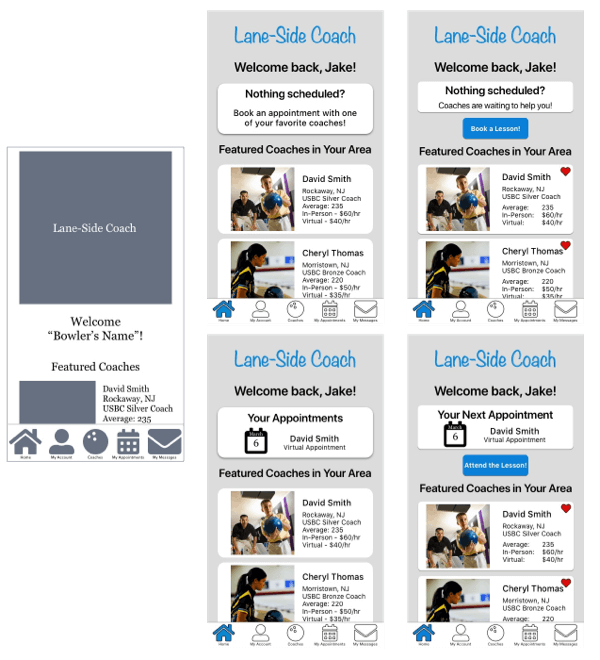 Lane-Side Coach
Welcome
“Bowler’s Name”!
Featured Coaches
David Smith
Rockaway, NJ
USBC Silver Coach
Average: 235
Home
My Account
Coaches
My Appointments
My Messages
Lane-Side Coach
Welcome back, Jake!
Nothing scheduled?
Book an appointment with one
of your favorite coaches!
Featured Coaches in Your Area
David Smith
Rockaway, NJ
USBC Silver Coach
Average: 235
In-Person - $60/hr
Virtual - $40/hr
Cheryl Thomas
Morristown, NJ
USBC Bronze Coach
Average: 220
In-Person - $50/hr
Virtual - $35/hr
Home
My Account
Coaches
My Appointments
My Messages
Lane-Side Coach
Welcome back, Jake!
Nothing scheduled?
Coaches are waiting to help you!
Book a Lesson!
Featured Coaches in Your Area
David Smith
Rockaway, NJ
USBC Silver Coach
Average: 235
In-Person: $60/hr
Virtual: $40/hr
Cheryl Thomas
Morristown, NJ
USBC Bronze Coach
Average: 220
In-Person: $50/hr
Virtual: $35/hr
Home
My Account
Coaches
My Appointments
My Messages
Lane-Side Coach
Welcome back, Jake!
Your Appointments
March
6
David Smith
Virtual Appointment
Featured Coaches in Your Area
David Smith
Rockaway, NJ
USBC Silver Coach
Average: 235
In-Person - $60/hr
Virtual - $40/hr
Cheryl Thomas
Morristown, NJ
USBC Bronze Coach
Average: 220
In-Person - $50/hr
Virtual - $35/hr
Home
My Account
Coaches
My Appointments
My Messages
Lane-Side Coach
Welcome back, Jake!
Your Next Appointment
March
6
David Smith
Virtual Appointment
Attend the Lesson!
Featured Coaches in Your Area
David Smith
Rockaway, NJ
USBC Silver Coach
Average: 235
In-Person: $60/hr
Virtual: $40/hr
Cheryl Thomas
Morristown, NJ
USBC Bronze Coach
Average: 220
Home
My Account
Coaches
My Appointments
My Messages